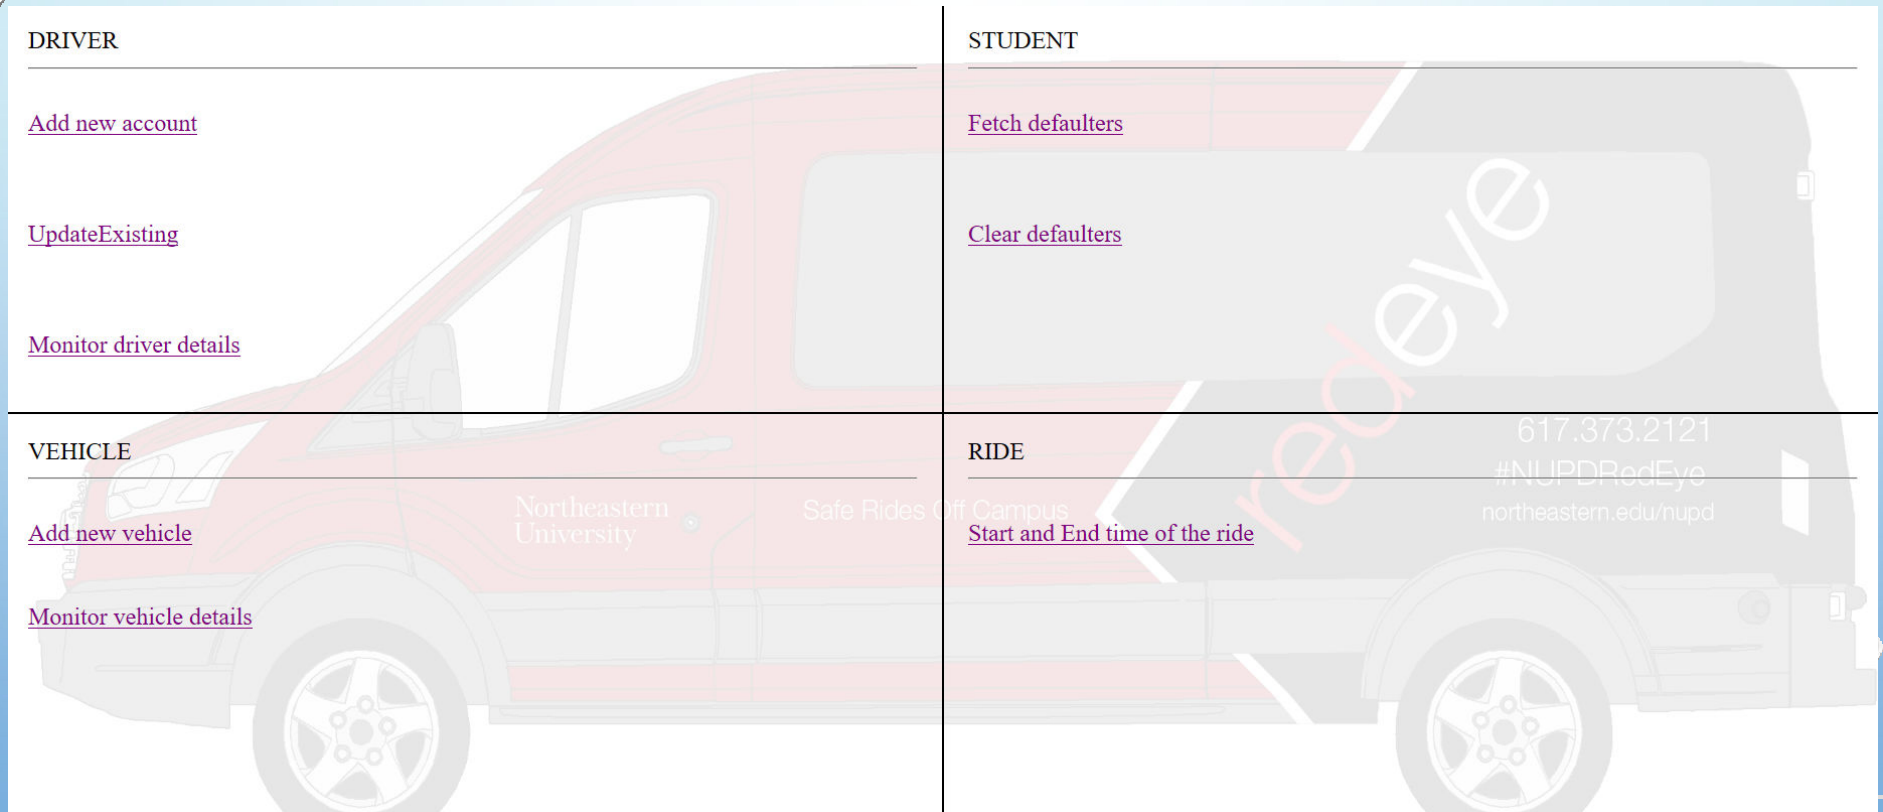 DRIVER
Add new account
UpdateExisting
Monitor driver details
STUDENT
Fetch defaulters
Clear defaulters
redeye
VEHICLE
Add new vehicle
Monitor vehicle details
Northeastern
University
Safe Rides Off Campus
RIDE
Start and End time of the ride
617.373.2121
#NUPDRedEye
northeastern.edu/nupd